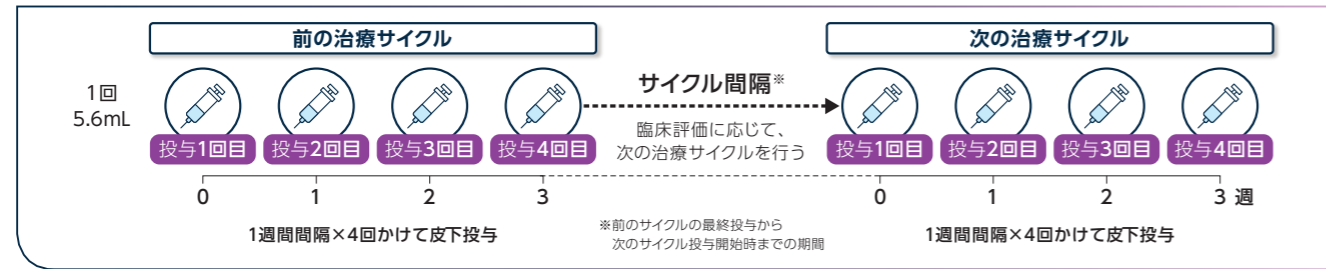 前の治療サイクル
次の治療サイクル
1回
5.6mL
投与1回目
投与2回目
投与3回目
投与4回目
サイクル間隔※
臨床評価に応じて、
次の治療サイクルを行う
投与1回目
投与2回目
投与3回目
投与4回目
0
1
2
3
0
1
2
3 週
1週間間隔×4回かけて皮下投与
※前のサイクルの最終投与から
次のサイクル投与開始時までの期間
1週間間隔×4回かけて皮下投与